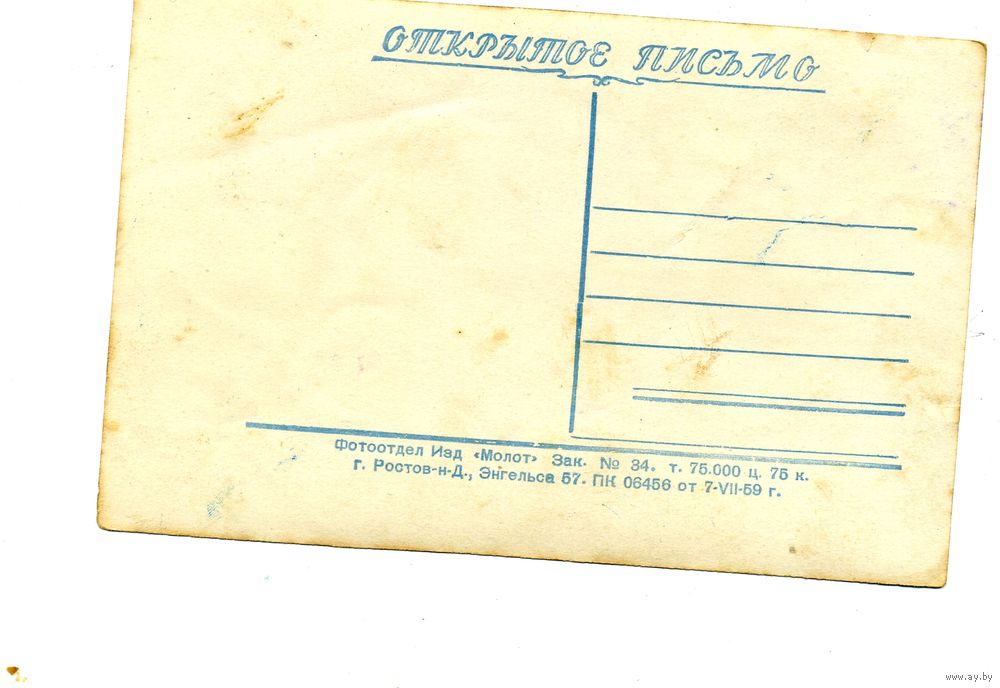 ОТКРЫТОЕ ПИСЬМО
Фотоотдел Изд «Молот» Зак. № 34. т. 75.000 ц. 75 к.
г. Ростов-н-Д., Энгельса 57. ПК 06456 от 7-VII-59 г.
www.ay.by